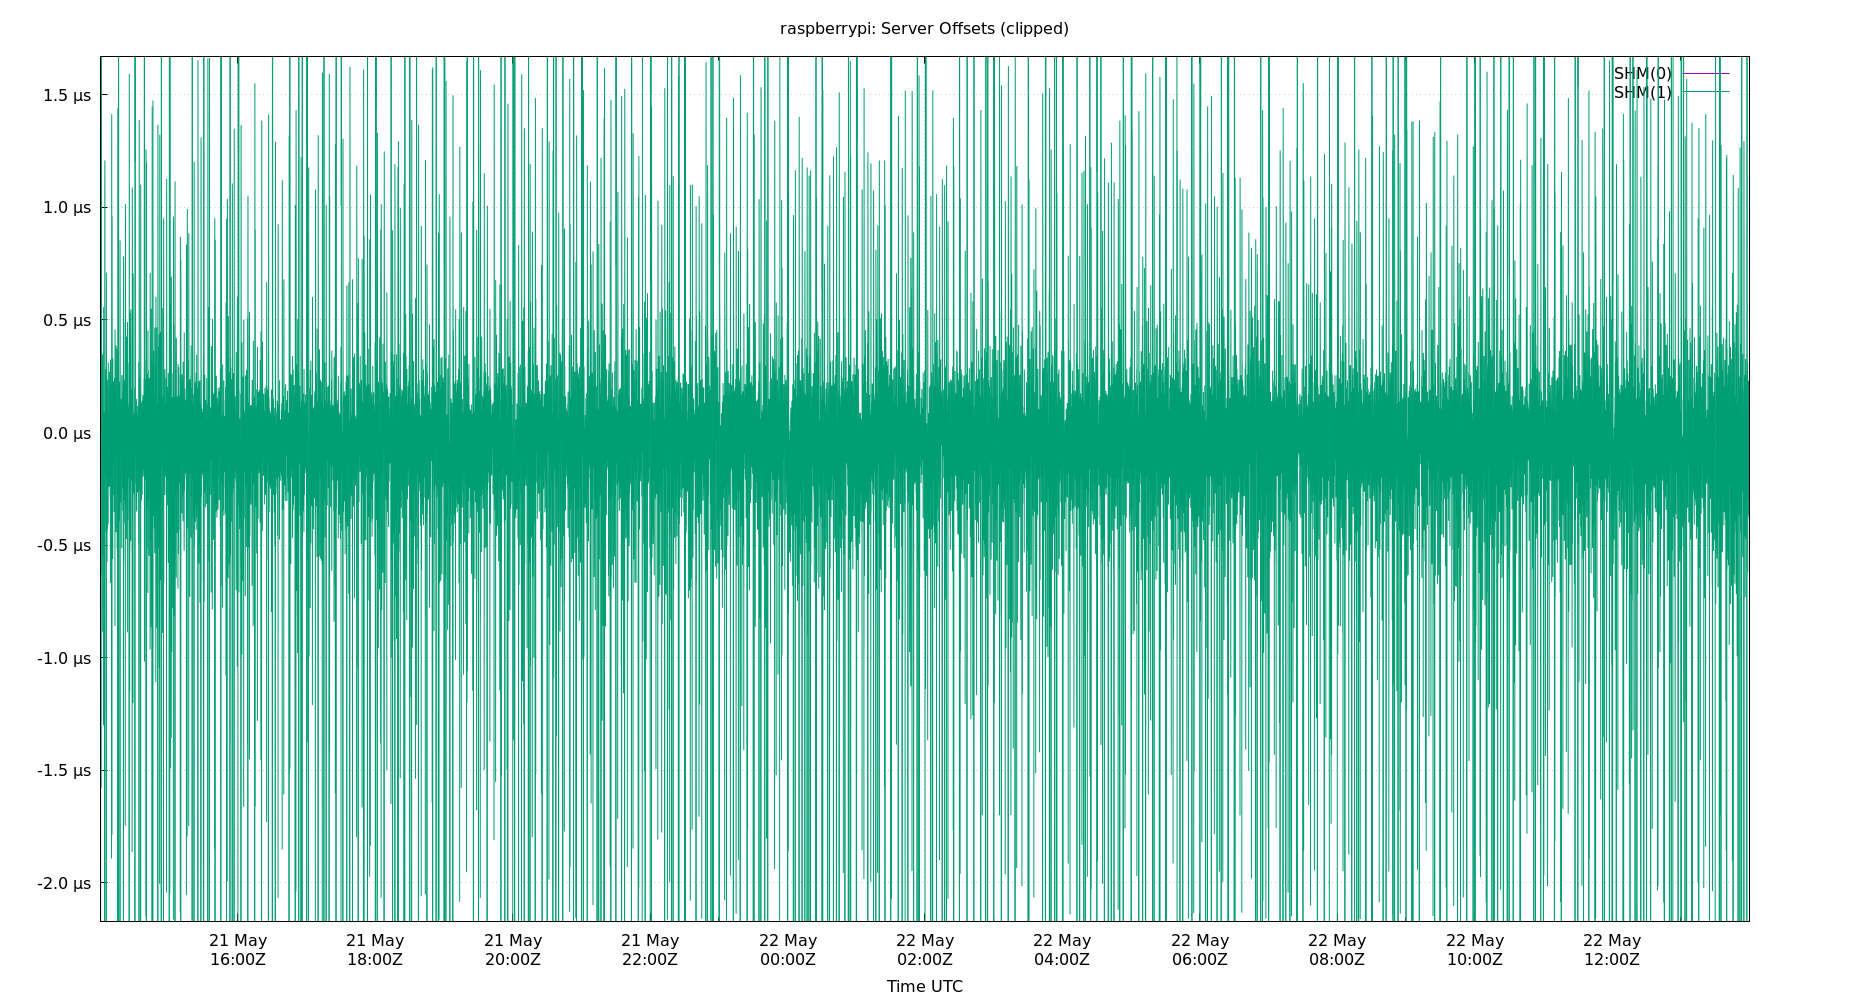 raspberrypi: Server Offsets (clipped)
SHM(0)
SHM(1)
1.5 µs
1.0 µs
0.5 µs
0.0 µs
-0.5 µs
-1.0 µs
-1.5 µs
-2.0 µs
21 May 21 May 21 May 21 May 22 May 22 May 22 May 22 May 22 May 22 May 22 May
16:00Z 18:00Z 20:00Z 22:00Z 00:00Z 02:00Z 04:00Z 06:00Z 08:00Z 10:00Z 12:00Z
Time UTC